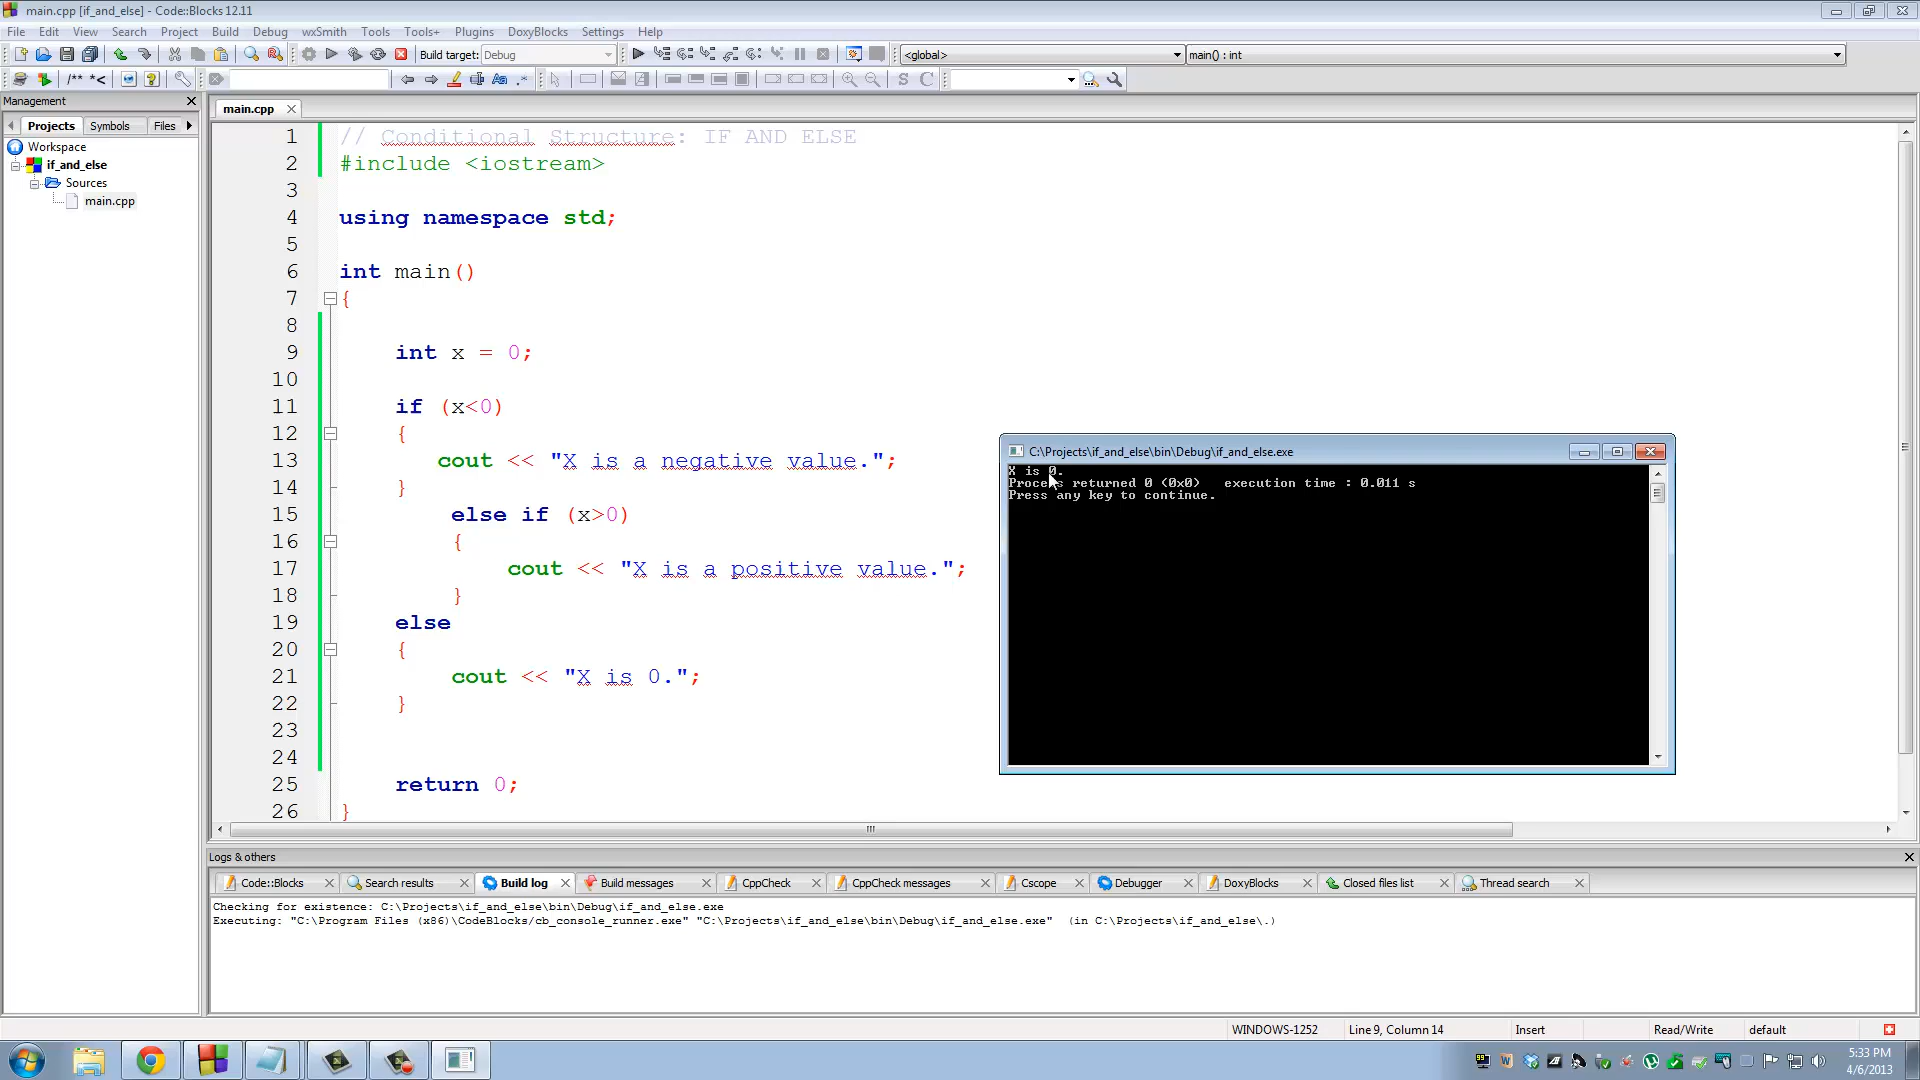 main.cpp [if_and_else] - Code::Blocks 12.11
File Edit View Search Project Build Debug wxSmith Tools Tools+ Plugins DoxyBlocks Settings Help
Build target: Debug <global> main() : int
/** *< Aa .* S C
Management
Projects Symbols Files
Workspace
if_and_else
Sources
main.cpp
main.cpp
1 // Conditional Structure: IF AND ELSE
2 #include <iostream>
3
4 using namespace std;
5
6 int main()
7 {
8
9 int x = 0;
10
11 if (x<0)
12 {
13 cout << "X is a negative value.";
14 }
15 else if (x>0)
16 {
17 cout << "X is a positive value.";
18 }
19 else
20 {
21 cout << "X is 0.";
22 }
23
24
25 return 0;
26 }
C:\Projects\if_and_else\bin\Debug\if_and_else.exe
X is 0.
Process returned 0 (0x0) execution time : 0.011 s
Press any key to continue.
Logs & others
Code::Blocks Search results Build log Build messages CppCheck CppCheck messages Cscope Debugger DoxyBlocks Closed files list Thread search
Checking for existence: C:\Projects\if_and_else\bin\Debug\if_and_else.exe
Executing: "C:\Program Files (x86)\CodeBlocks/cb_console_runner.exe" "C:\Projects\if_and_else\bin\Debug\if_and_else.exe" (in C:\Projects\if_and_else\.)
WINDOWS-1252 Line 9, Column 14 Insert Read/Write default
5:33 PM
4/6/2013